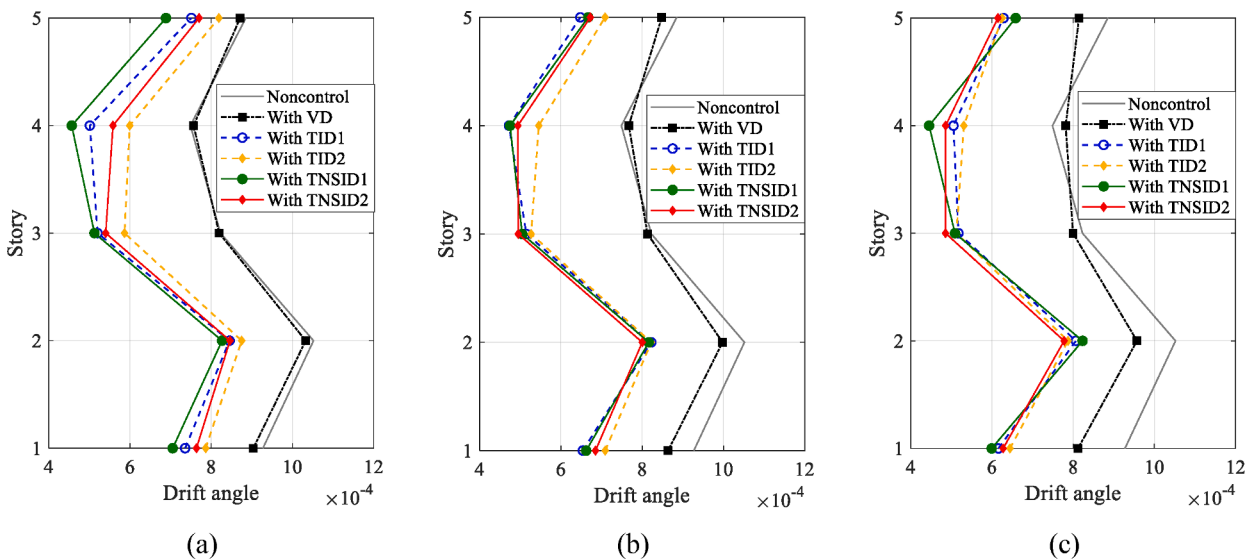 5
4
3
2
1
Story
4
6
8
10
12
Drift angle
×10⁻⁴
Noncontrol
With VD
With TID1
With TID2
With TNSID1
With TNSID2
(a)
5
4
3
2
1
Story
4
6
8
10
12
Drift angle
×10⁻⁴
Noncontrol
With VD
With TID1
With TID2
With TNSID1
With TNSID2
(b)
5
4
3
2
1
Story
4
6
8
10
12
Drift angle
×10⁻⁴
Noncontrol
With VD
With TID1
With TID2
With TNSID1
With TNSID2
(c)